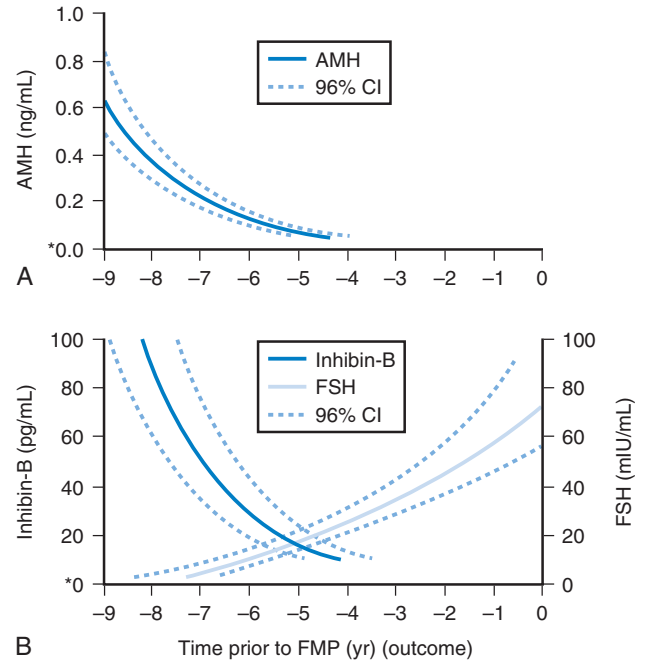 1.0
0.8
0.6
0.4
0.2
*0.0
AMH (ng/mL)
AMH
96% CI
A
–9 –8 –7 –6 –5 –4 –3 –2 –1 0
100
80
60
40
20
*0
Inhibin-B (pg/mL)
Inhibin-B
FSH
96% CI
100
80
60
40
20
0
FSH (mIU/mL)
–9 –8 –7 –6 –5 –4 –3 –2 –1 0
B
Time prior to FMP (yr) (outcome)